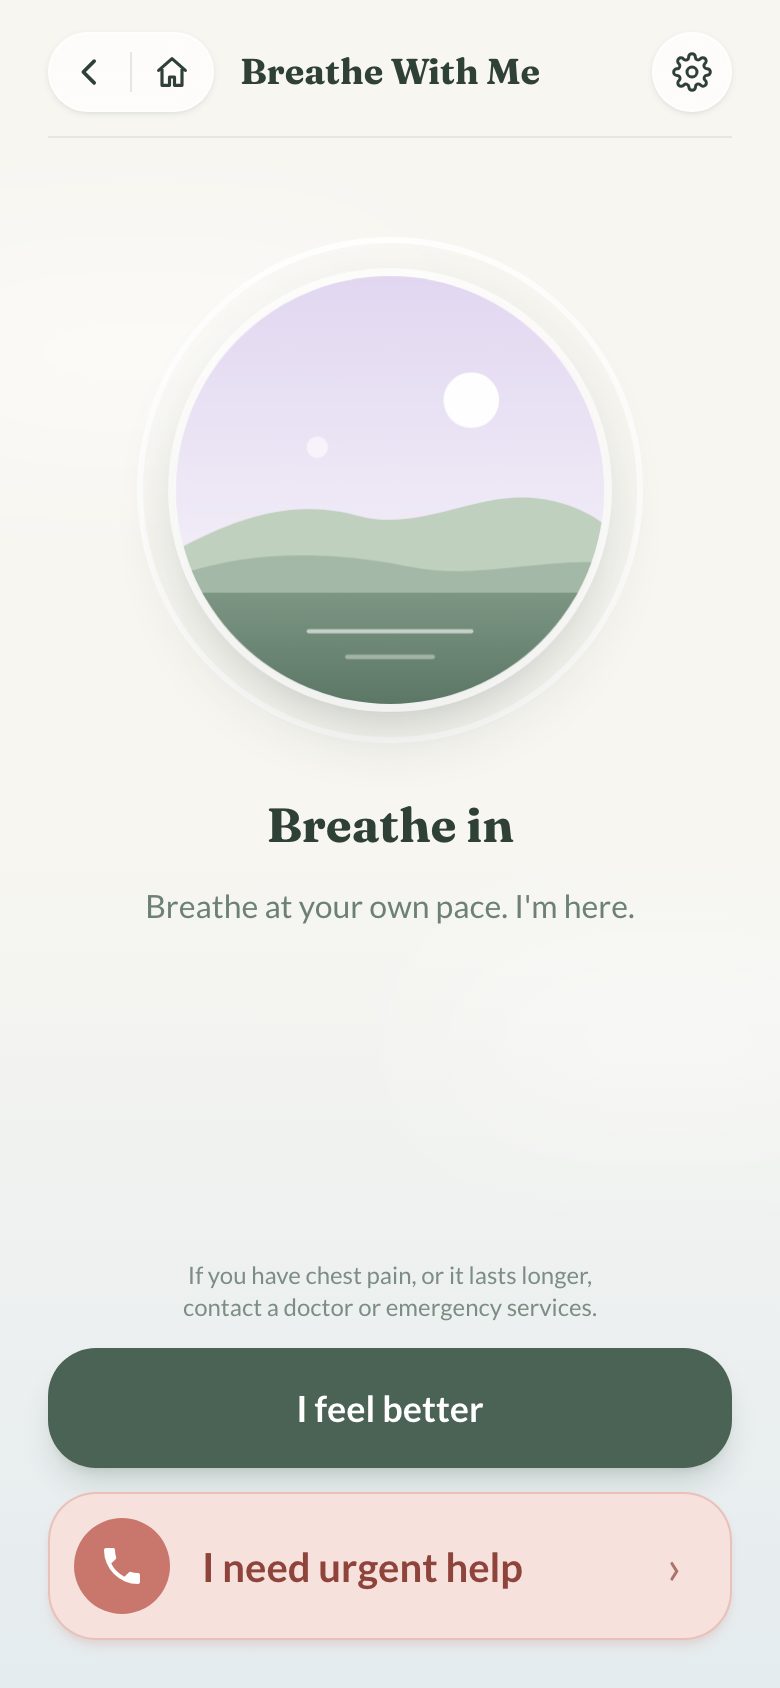 Breathe With Me
Breathe in
Breathe at your own pace. I'm here.
If you have chest pain, or it lasts longer,
contact a doctor or emergency services.
I feel better
I need urgent help